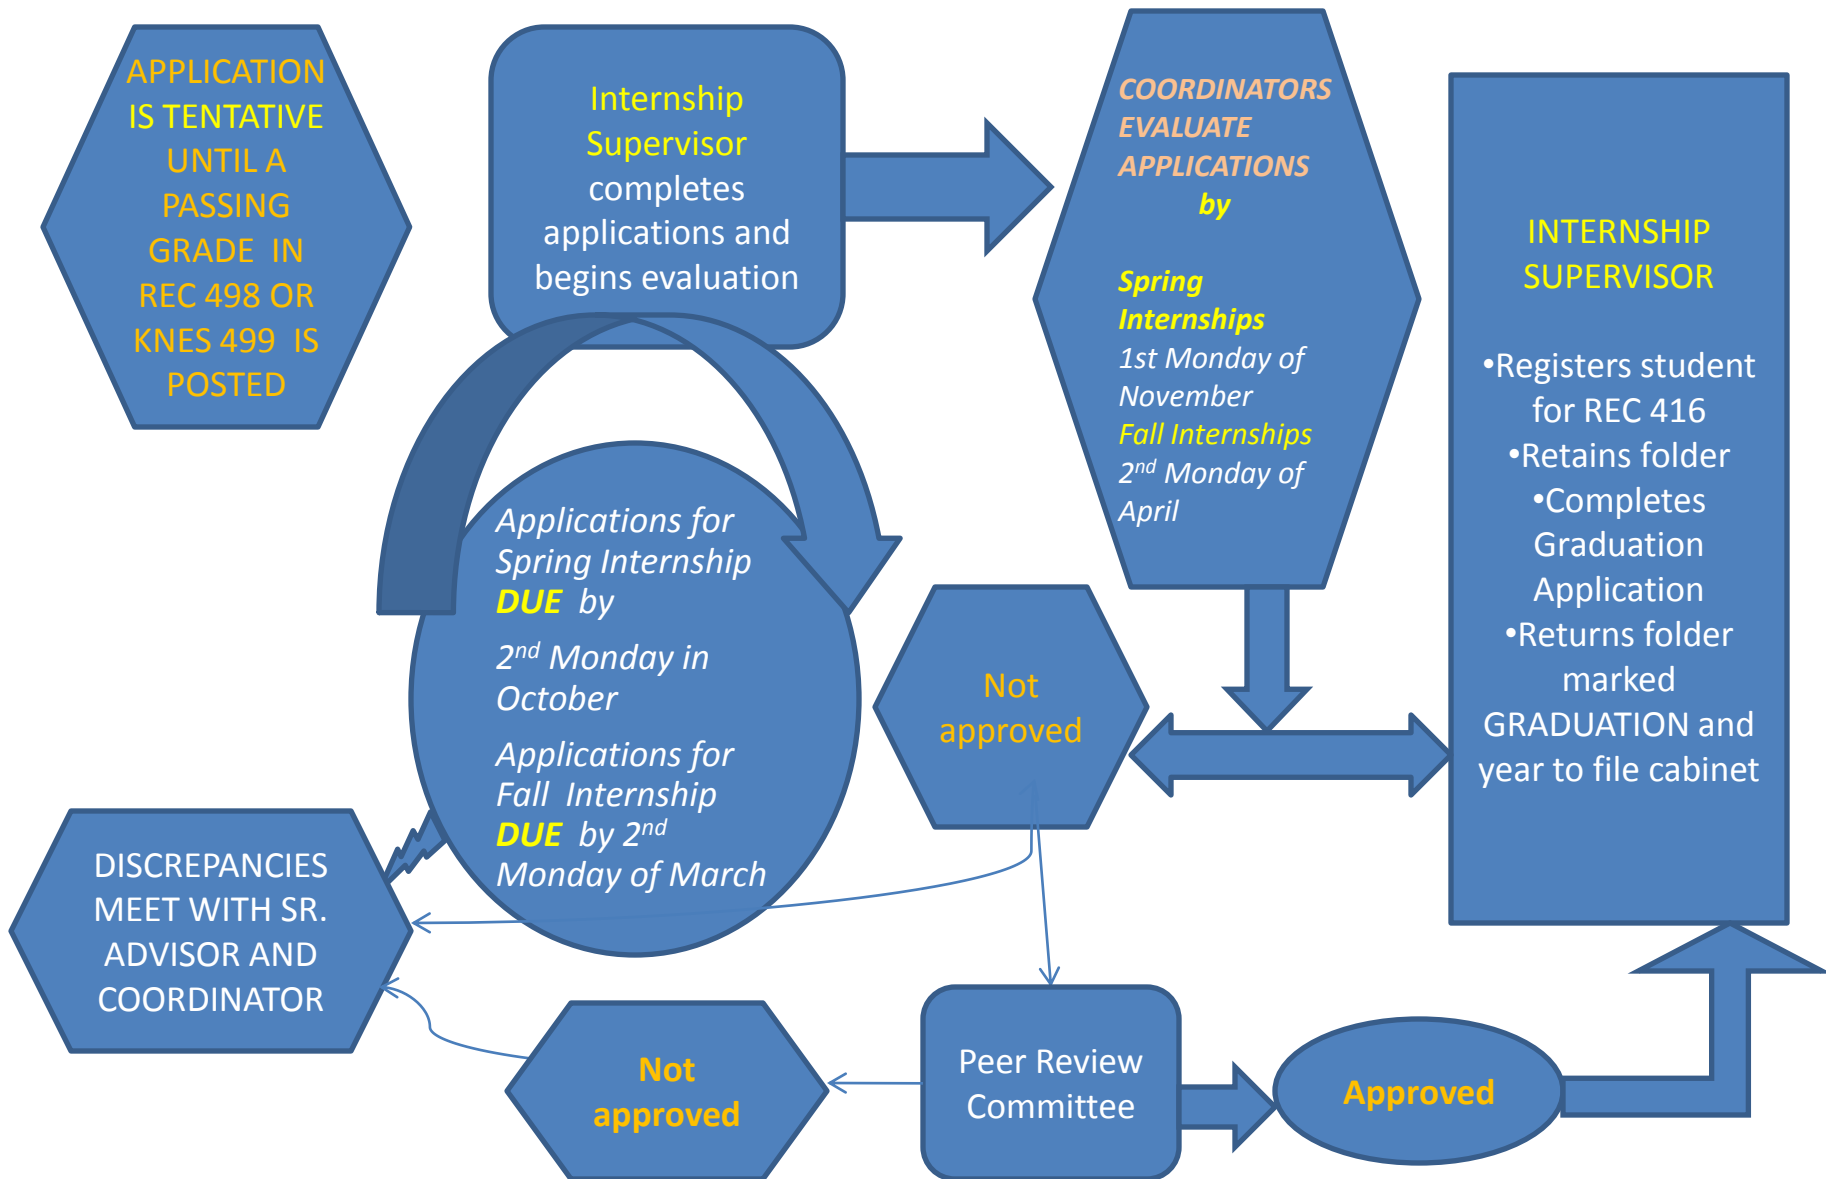 APPLICATION
IS TENTATIVE
UNTIL A
PASSING
GRADE IN
REC 498 OR
KNES 499 IS
POSTED
Internship
Supervisor
completes
applications and
begins evaluation
COORDINATORS
EVALUATE
APPLICATIONS
by
Spring
Internships
1st Monday of
November
Fall Internships
2nd Monday of
April
INTERNSHIP
SUPERVISOR
•Registers student
for REC 416
•Retains folder
•Completes
Graduation
Application
•Returns folder
marked
GRADUATION and
year to file cabinet
Applications for
Spring Internship
DUE by
2nd Monday in
October
Applications for
Fall Internship
DUE by 2nd
Monday of March
Not
approved
DISCREPANCIES
MEET WITH SR.
ADVISOR AND
COORDINATOR
Not
approved
Peer Review
Committee
Approved